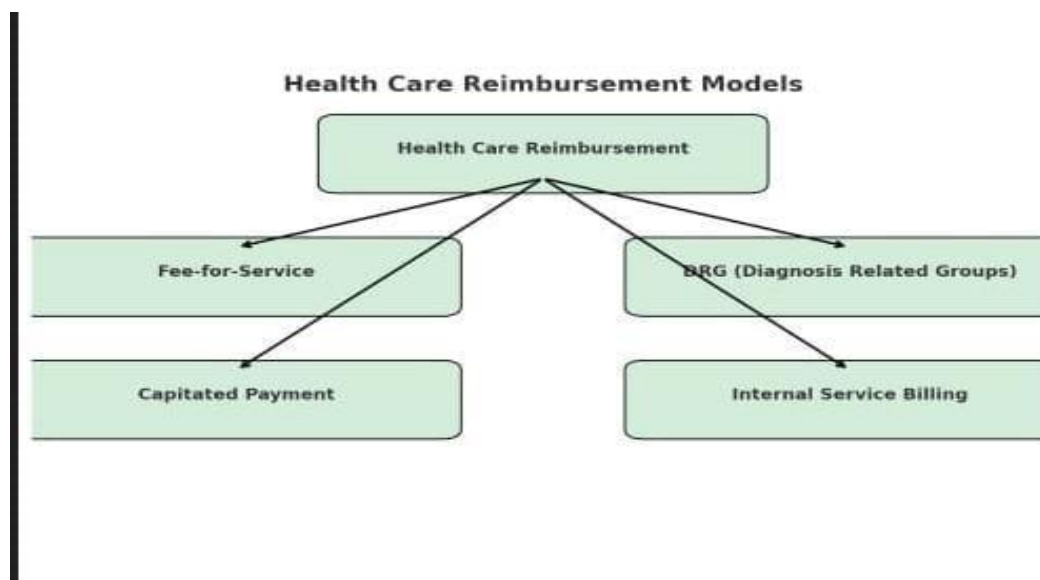 Health Care Reimbursement Models
Health Care Reimbursement
Fee-for-Service
DRG (Diagnosis Related Groups)
Capitated Payment
Internal Service Billing